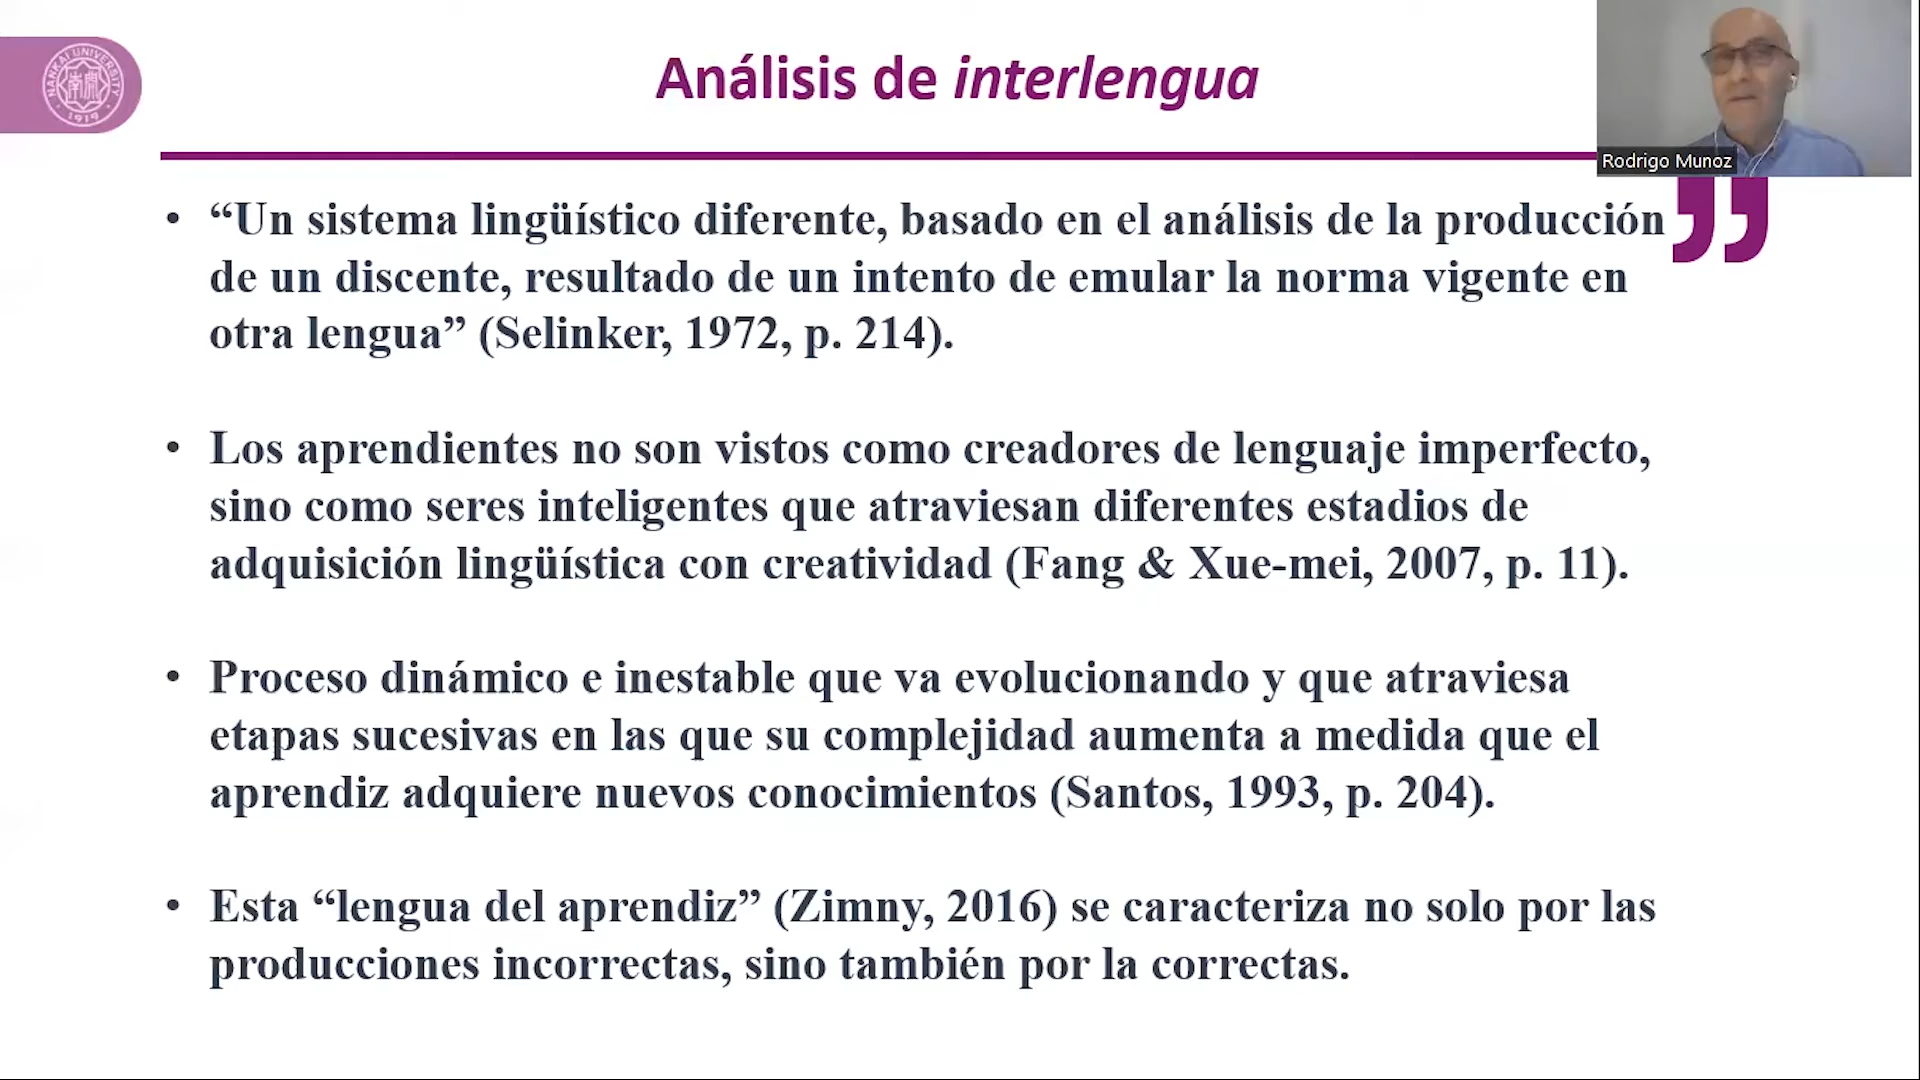 NANKAI UNIVERSITY
1919
Análisis de interlengua
Rodrigo Munoz
• “Un sistema lingüístico diferente, basado en el análisis de la producción
de un discente, resultado de un intento de emular la norma vigente en
otra lengua” (Selinker, 1972, p. 214).
• Los aprendientes no son vistos como creadores de lenguaje imperfecto,
sino como seres inteligentes que atraviesan diferentes estadios de
adquisición lingüística con creatividad (Fang & Xue-mei, 2007, p. 11).
• Proceso dinámico e inestable que va evolucionando y que atraviesa
etapas sucesivas en las que su complejidad aumenta a medida que el
aprendiz adquiere nuevos conocimientos (Santos, 1993, p. 204).
• Esta “lengua del aprendiz” (Zimny, 2016) se caracteriza no solo por las
producciones incorrectas, sino también por la correctas.